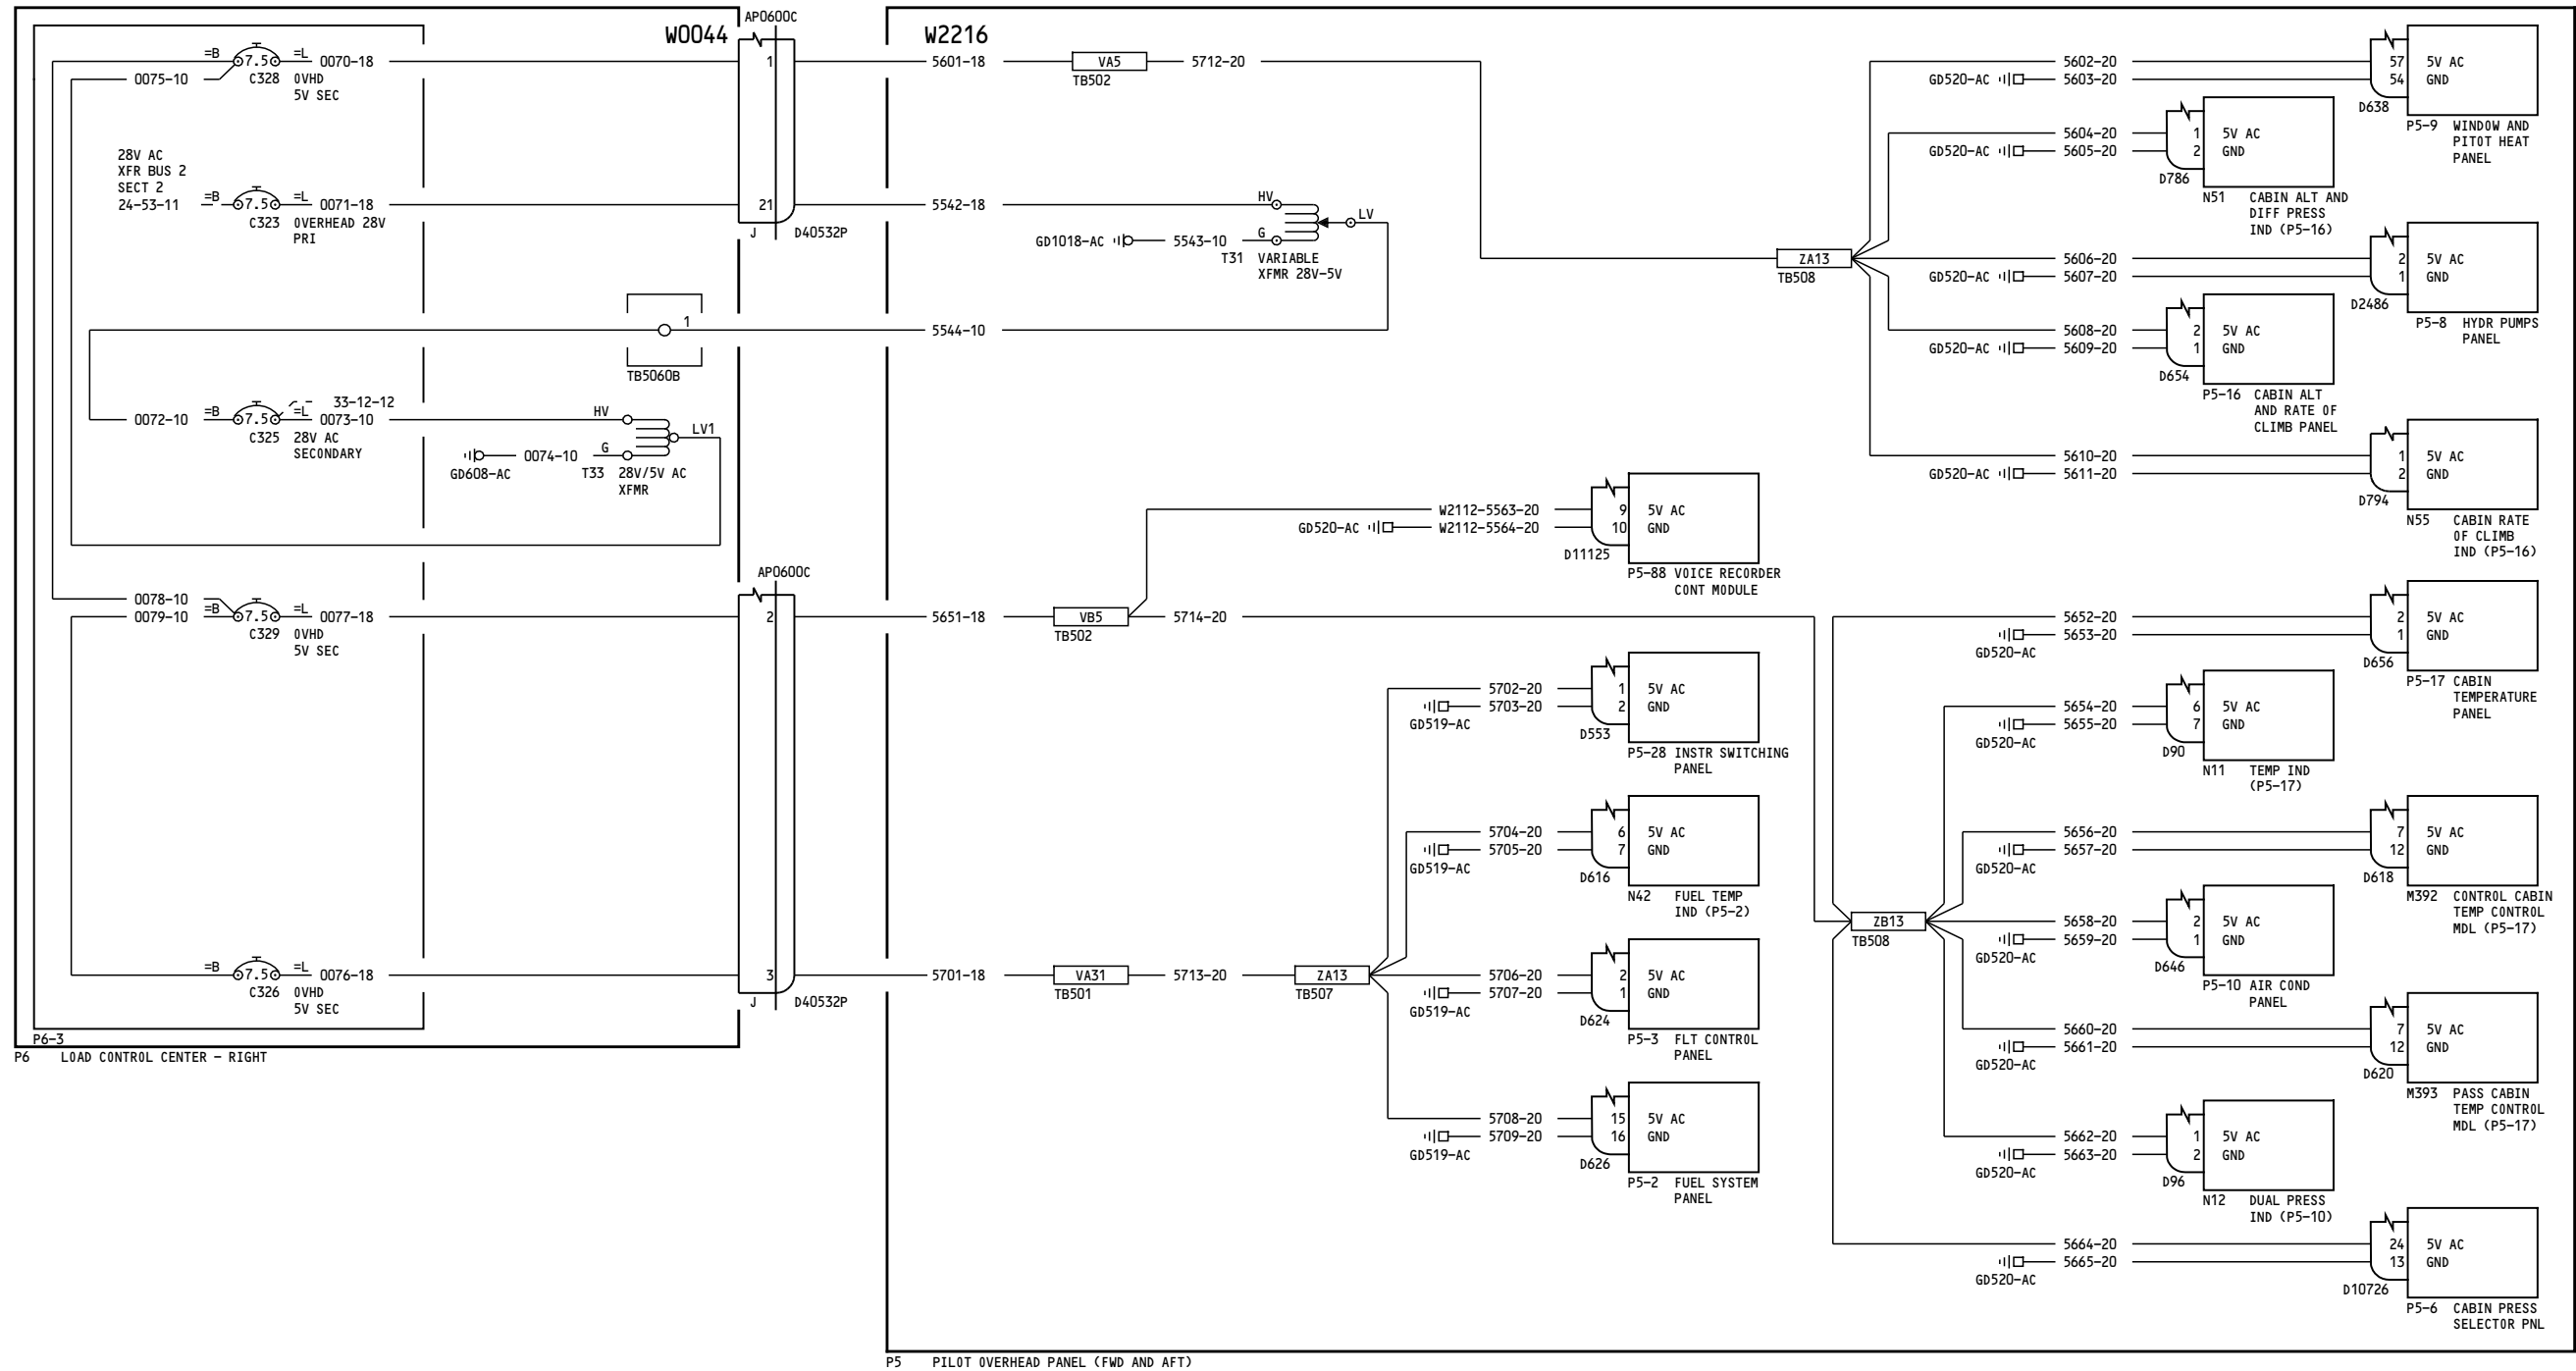 W0044
AP0600C
W2216
=B
7.5
=L
0070-18
0075-10
C328
0VHD
5V SEC
1
5601-18
VA5
TB502
5712-20
28V AC
XFR BUS 2
SECT 2
24-53-11
=B
7.5
=L
0071-18
C323
OVERHEAD 28V
PRI
21
J
D40532P
5542-18
HV
LV
GD1018-AC
5543-10
G
T31
VARIABLE
XFMR 28V-5V
1
TB5060B
5544-10
0072-10
=B
7.5
=L
33-12-12
0073-10
C325
28V AC
SECONDARY
HV
LV1
GD608-AC
0074-10
G
T33
28V/5V AC
XFMR
AP0600C
0078-10
0079-10
=B
7.5
=L
0077-18
C329
0VHD
5V SEC
2
5651-18
VB5
TB502
5714-20
=B
7.5
=L
0076-18
C326
0VHD
5V SEC
3
J
D40532P
5701-18
VA31
TB501
5713-20
ZA13
TB507
P6-3
P6 LOAD CONTROL CENTER - RIGHT
W2112-5563-20
9
5V AC
GD520-AC
W2112-5564-20
10
GND
D11125
P5-88 VOICE RECORDER
CONT MODULE
5702-20
1
5V AC
5703-20
2
GND
GD519-AC
D553
P5-28 INSTR SWITCHING
PANEL
5704-20
6
5V AC
5705-20
7
GND
GD519-AC
D616
N42 FUEL TEMP
IND (P5-2)
5706-20
2
5V AC
5707-20
1
GND
GD519-AC
D624
P5-3 FLT CONTROL
PANEL
5708-20
15
5V AC
5709-20
16
GND
GD519-AC
D626
P5-2 FUEL SYSTEM
PANEL
ZA13
TB508
5602-20
57
5V AC
GD520-AC
5603-20
54
GND
D638
P5-9 WINDOW AND
PITOT HEAT
PANEL
5604-20
1
5V AC
GD520-AC
5605-20
2
GND
D786
N51 CABIN ALT AND
DIFF PRESS
IND (P5-16)
5606-20
2
5V AC
GD520-AC
5607-20
1
GND
D2486
P5-8 HYDR PUMPS
PANEL
5608-20
2
5V AC
GD520-AC
5609-20
1
GND
D654
P5-16 CABIN ALT
AND RATE OF
CLIMB PANEL
5610-20
1
5V AC
GD520-AC
5611-20
2
GND
D794
N55 CABIN RATE
OF CLIMB
IND (P5-16)
ZB13
TB508
5652-20
2
5V AC
5653-20
1
GND
GD520-AC
D656
P5-17 CABIN
TEMPERATURE
PANEL
5654-20
6
5V AC
5655-20
7
GND
GD520-AC
D90
N11 TEMP IND
(P5-17)
5656-20
7
5V AC
5657-20
12
GND
GD520-AC
D618
M392 CONTROL CABIN
TEMP CONTROL
MDL (P5-17)
5658-20
2
5V AC
5659-20
1
GND
GD520-AC
D646
P5-10 AIR COND
PANEL
5660-20
7
5V AC
5661-20
12
GND
GD520-AC
D620
M393 PASS CABIN
TEMP CONTROL
MDL (P5-17)
5662-20
1
5V AC
5663-20
2
GND
GD520-AC
D96
N12 DUAL PRESS
IND (P5-10)
5664-20
24
5V AC
5665-20
13
GND
GD520-AC
D10726
P5-6 CABIN PRESS
SELECTOR PNL
P5 PILOT OVERHEAD PANEL (FWD AND AFT)